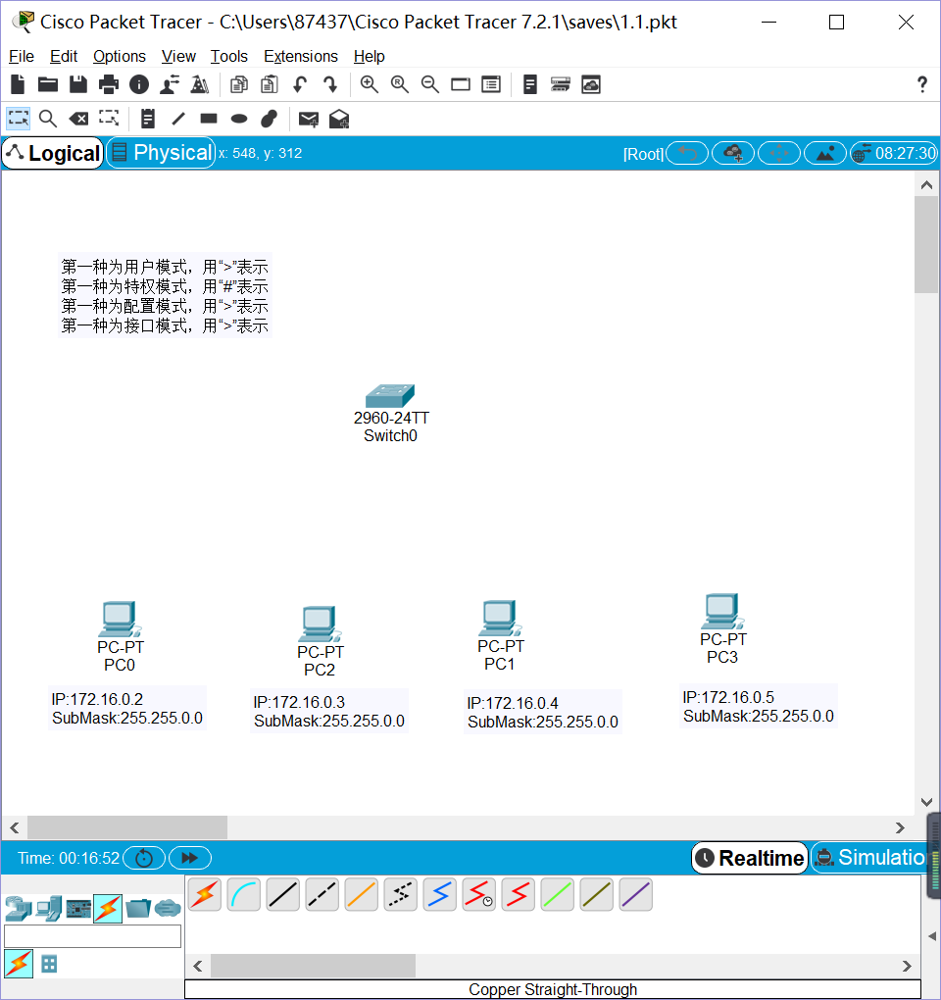 Cisco Packet Tracer - C:\Users\87437\Cisco Packet Tracer 7.2.1\saves\1.1.pkt
File Edit Options View Tools Extensions Help
?
Logical Physical x: 548, y: 312 [Root] 08:27:30
第一种为用户模式，用“>”表示
第一种为特权模式，用“#”表示
第一种为配置模式，用“>”表示
第一种为接口模式，用“>”表示
2960-24TT
Switch0
PC-PT
PC0
IP:172.16.0.2
SubMask:255.255.0.0
PC-PT
PC2
IP:172.16.0.3
SubMask:255.255.0.0
PC-PT
PC1
IP:172.16.0.4
SubMask:255.255.0.0
PC-PT
PC3
IP:172.16.0.5
SubMask:255.255.0.0
Time: 00:16:52 Realtime Simulatio
Copper Straight-Through